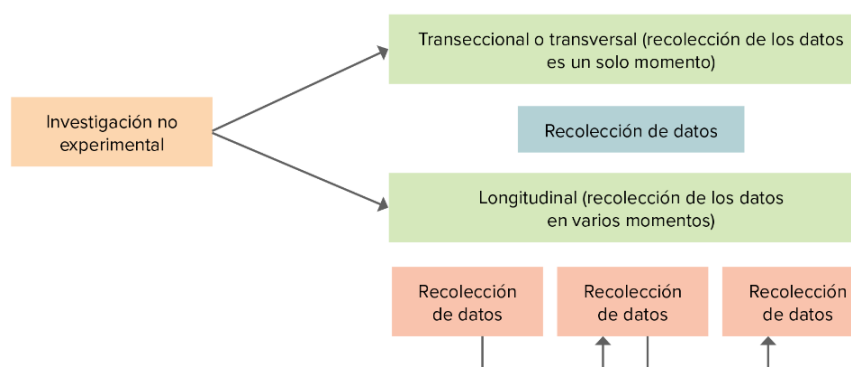 Transeccional o transversal (recolección de los datos
es un solo momento)
Investigación no
experimental
Recolección de datos
Longitudinal (recolección de los datos
en varios momentos)
Recolección
de datos
Recolección
de datos
Recolección
de datos